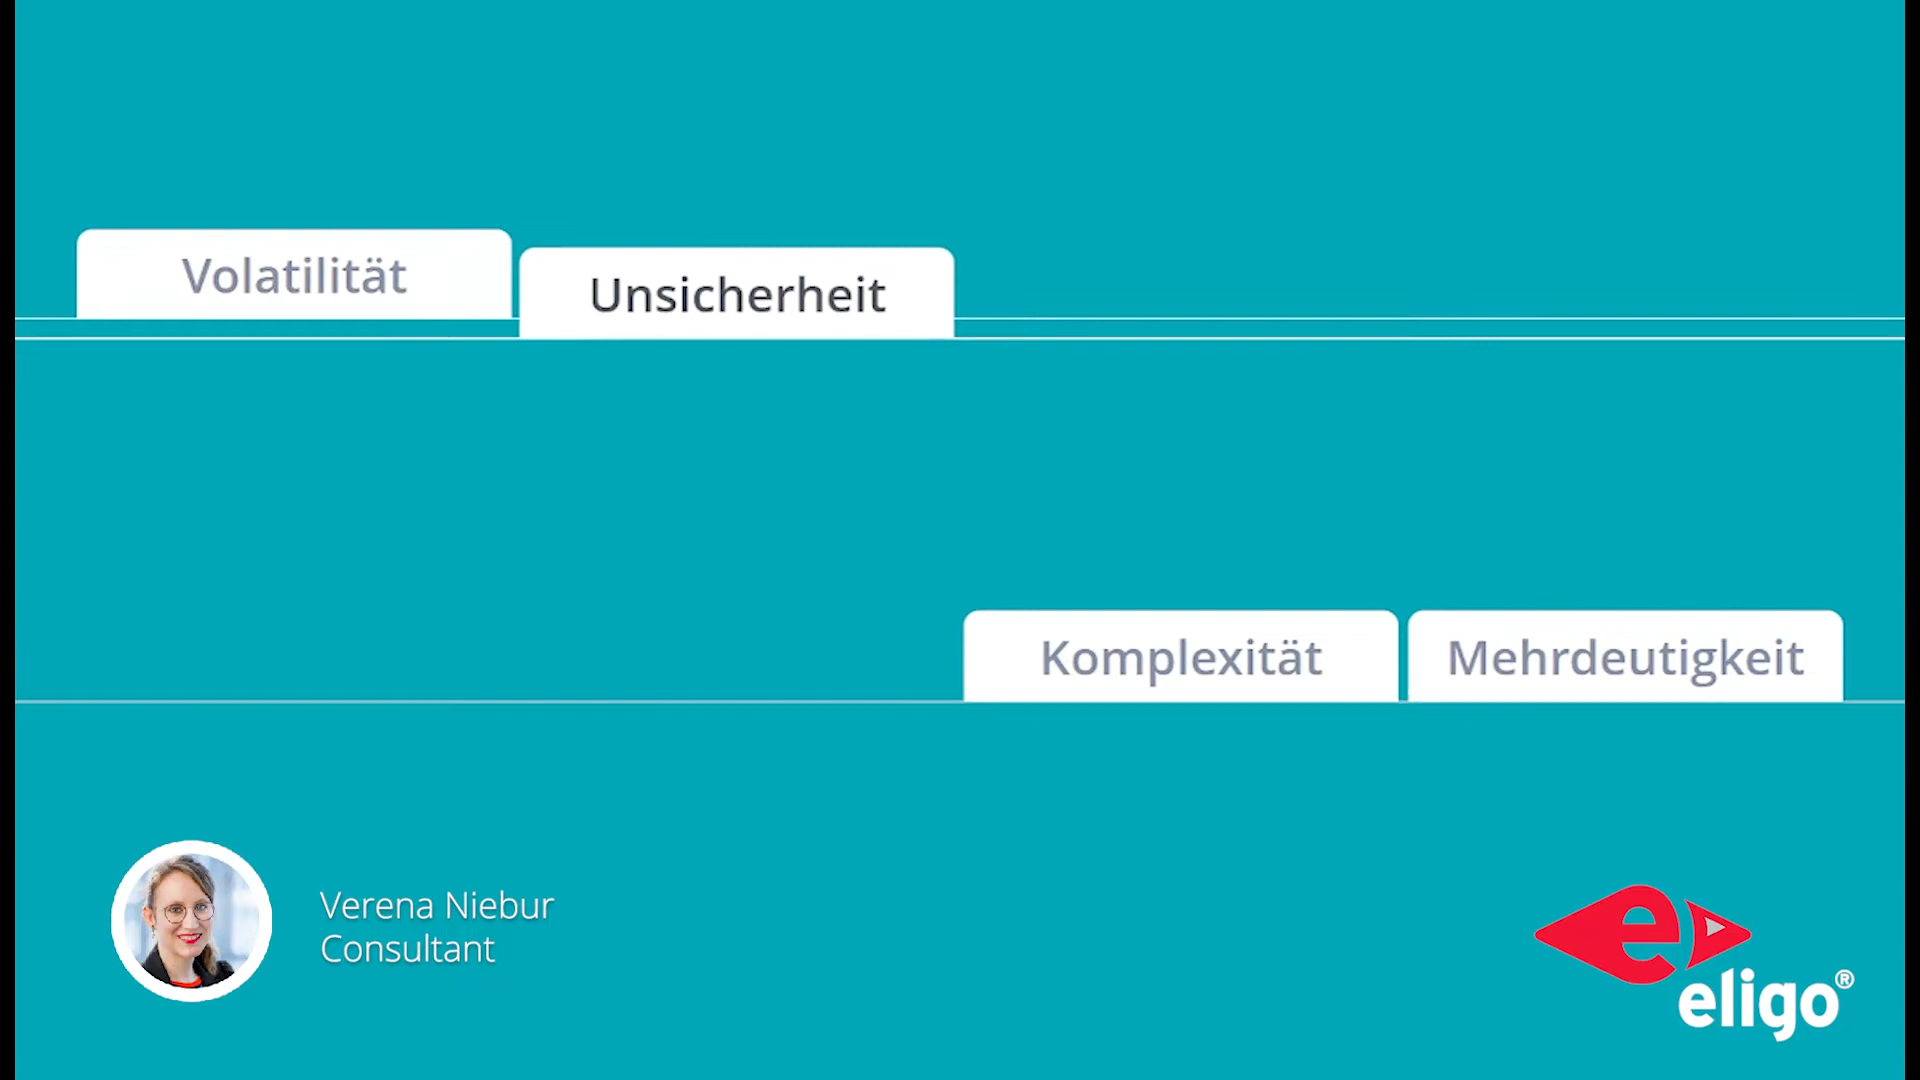 Volatilität
Unsicherheit
Komplexität
Mehrdeutigkeit
Verena Niebur
Consultant
e
eligo®